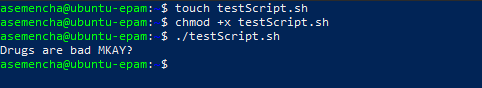 asemencha@ubuntu-epam: $ touch testScript.sh
asemencha@ubuntu-epam: $ chmod +x testScript.sh
asemencha@ubuntu-epam: $ ./testScript.sh
Drugs are bad MKAY?
asemencha@ubuntu-epam: $